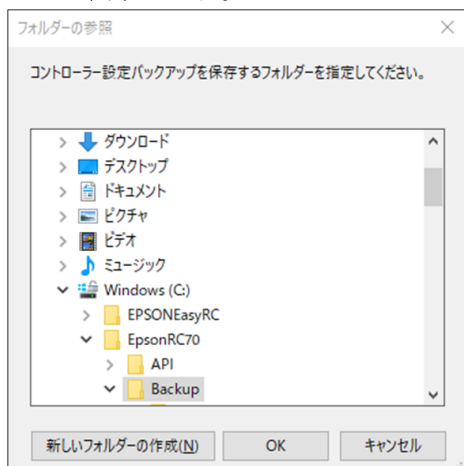 フォルダーの参照
コントローラー設定バックアップを保存するフォルダーを指定してください。
ダウンロード
デスクトップ
ドキュメント
ピクチャ
ビデオ
ミュージック
Windows (C:)
EPSONEasyRC
EpsonRC70
API
Backup
新しいフォルダーの作成(N) OK キャンセル